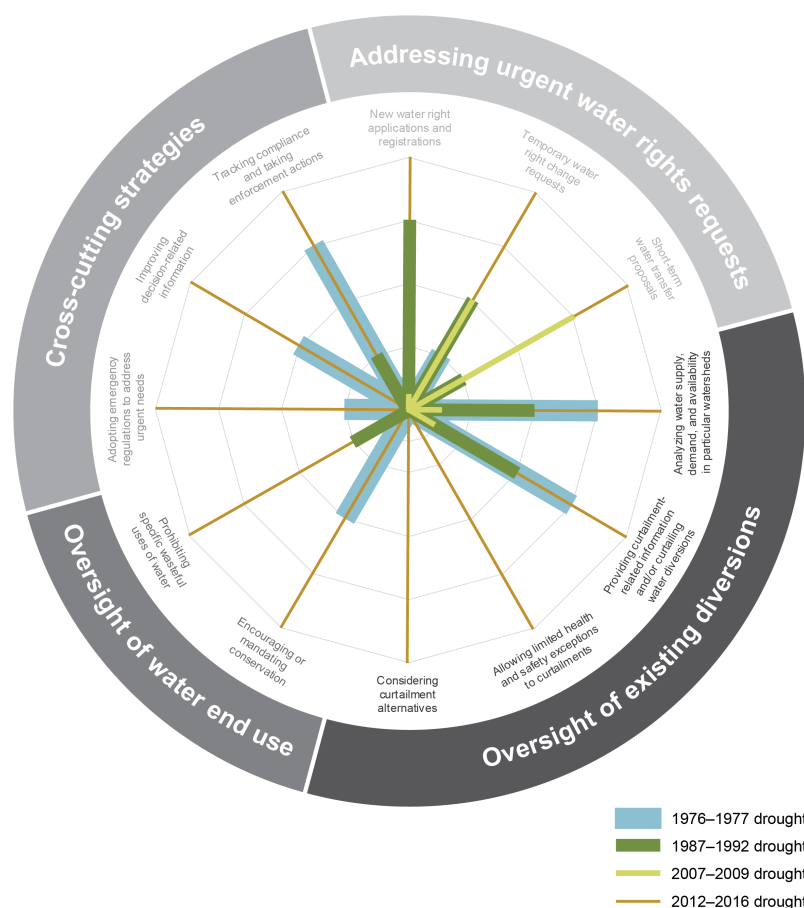 Addressing urgent water rights requests
Cross-cutting strategies
New water right
applications and
registrations
Temporary water
right change
requests
Short-term
water transfer
proposals
Tracking compliance
and taking
enforcement actions
Improving
decision-related
information
Adopting emergency
regulations to address
urgent needs
Analyzing water supply,
demand, and availability
in particular watersheds
Providing curtailment-
related information
and/or curtailing
water diversions
Prohibiting
specific wasteful
uses of water
Encouraging or
mandating
conservation
Considering
curtailment
alternatives
Allowing limited health
and safety exceptions
to curtailments
Oversight of water end use
Oversight of existing diversions
1976–1977 drought
1987–1992 drought
2007–2009 drought
2012–2016 drought